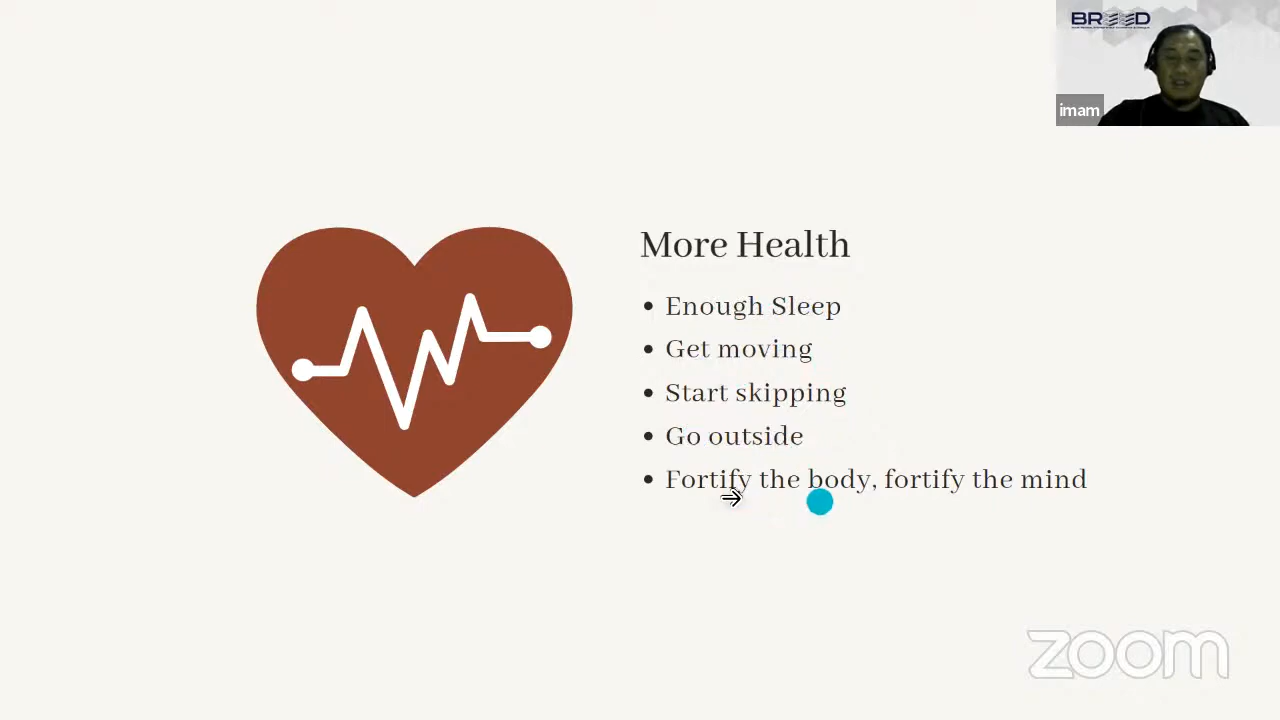 BREED
imam
More Health
• Enough Sleep
• Get moving
• Start skipping
• Go outside
• Fortify the body, fortify the mind
zoom